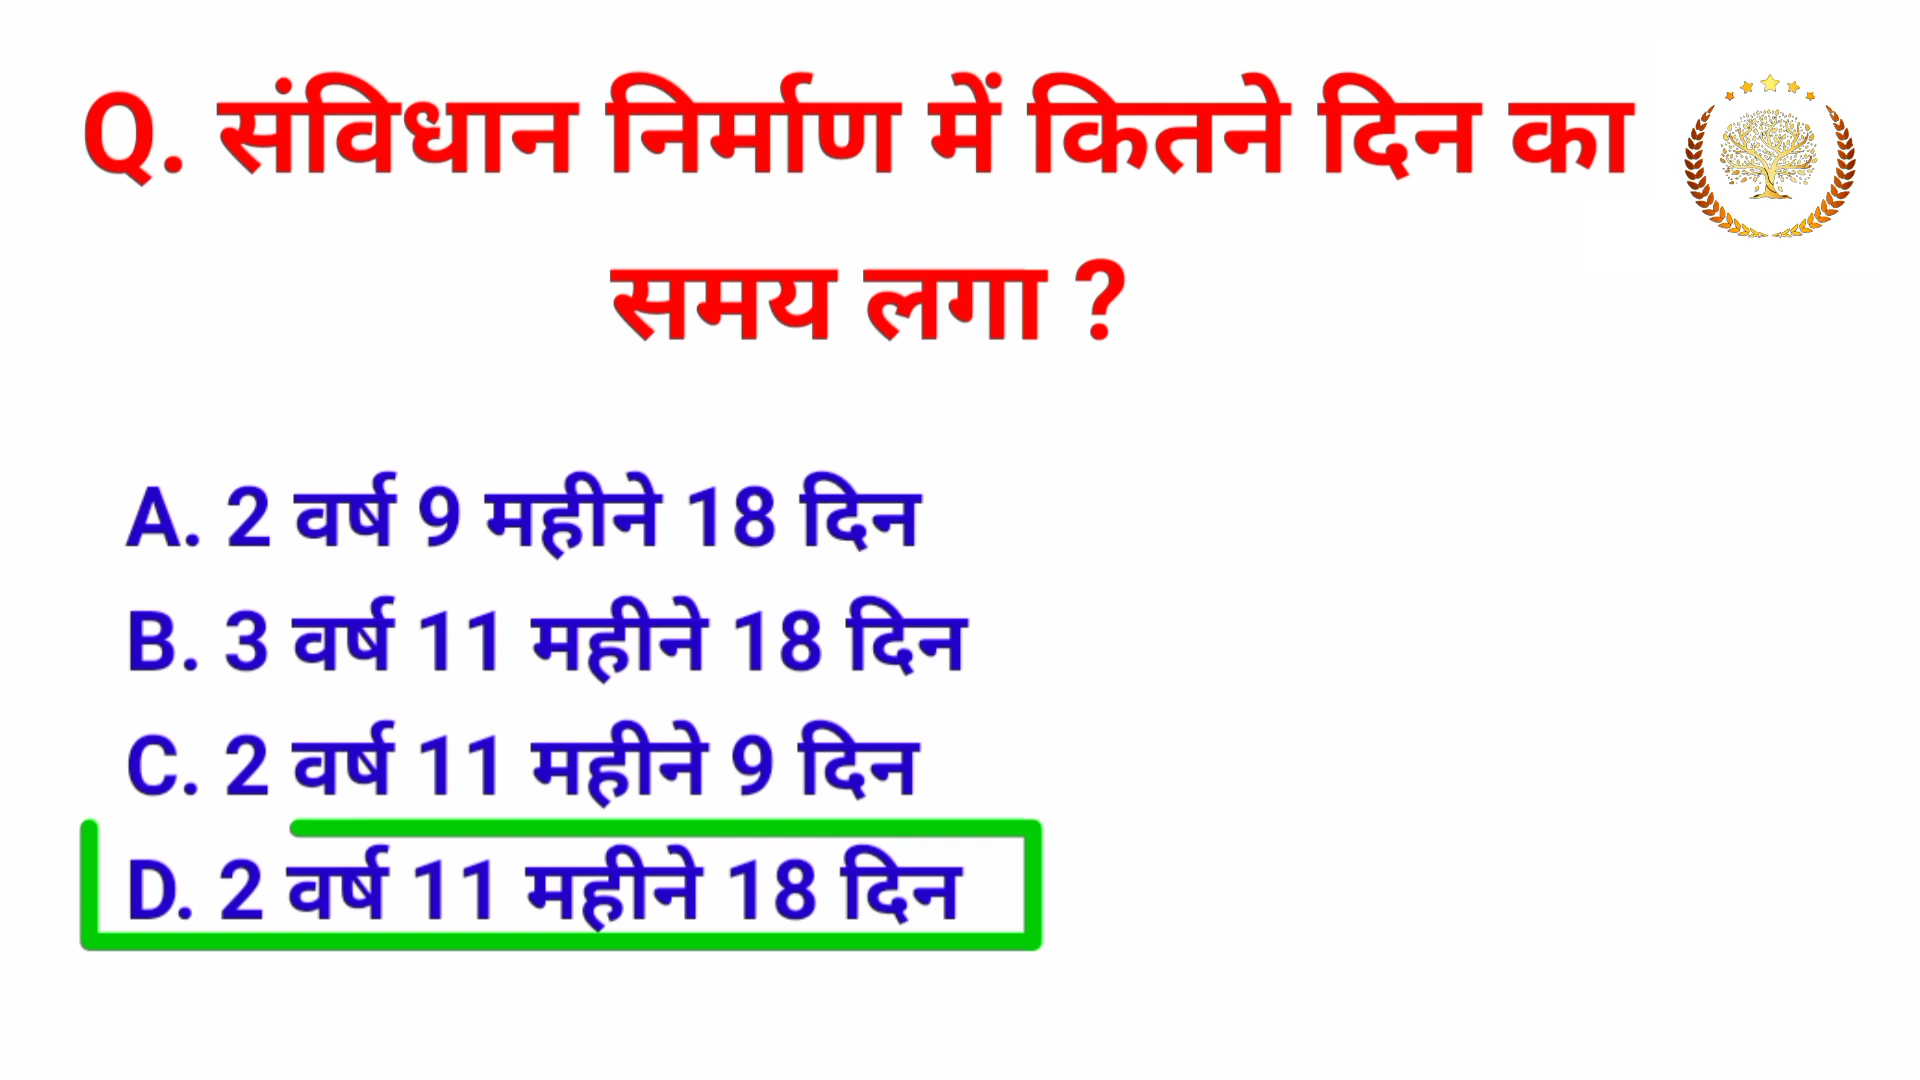 Q. संविधान निर्माण में कितने दिन का
समय लगा ?
A. 2 वर्ष 9 महीने 18 दिन
B. 3 वर्ष 11 महीने 18 दिन
C. 2 वर्ष 11 महीने 9 दिन
D. 2 वर्ष 11 महीने 18 दिन